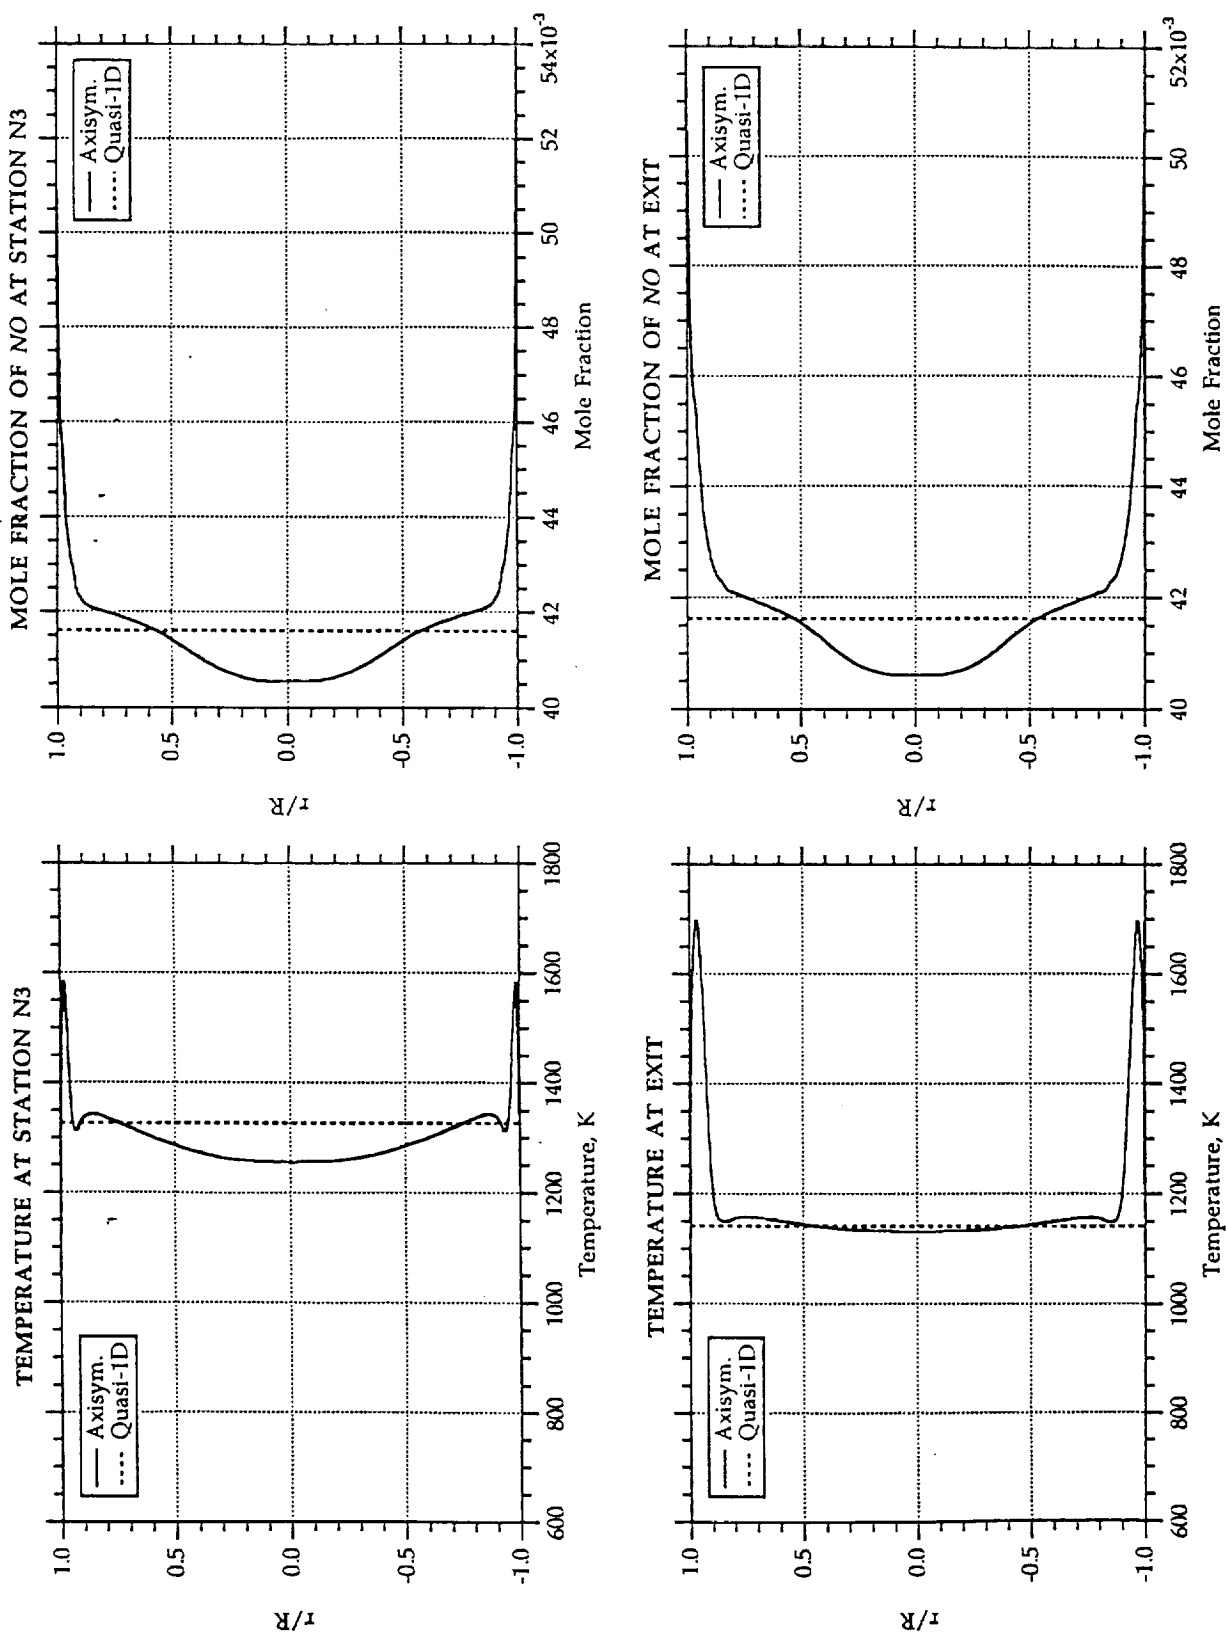 TEMPERATURE AT STATION N3
r/R
1.0
0.5
0.0
-0.5
-1.0
Axisym.
Quasi-1D
600 800 1000 1200 1400 1600 1800
Temperature, K
MOLE FRACTION OF NO AT STATION N3
r/R
1.0
0.5
0.0
-0.5
-1.0
Axisym.
Quasi-1D
40 42 44 46 48 50 52 54x10⁻³
Mole Fraction
TEMPERATURE AT EXIT
r/R
1.0
0.5
0.0
-0.5
-1.0
Axisym.
Quasi-1D
600 800 1000 1200 1400 1600 1800
Temperature, K
MOLE FRACTION OF NO AT EXIT
r/R
1.0
0.5
0.0
-0.5
-1.0
Axisym.
Quasi-1D
40 42 44 46 48 50 52x10⁻³
Mole Fraction